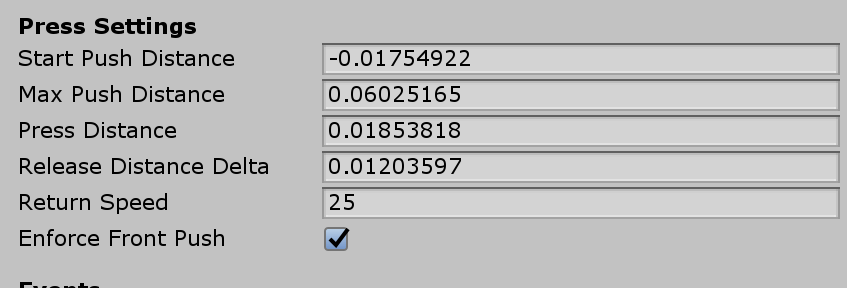 Press Settings
Start Push Distance -0.01754922
Max Push Distance 0.06025165
Press Distance 0.01853818
Release Distance Delta 0.01203597
Return Speed 25
Enforce Front Push
Events